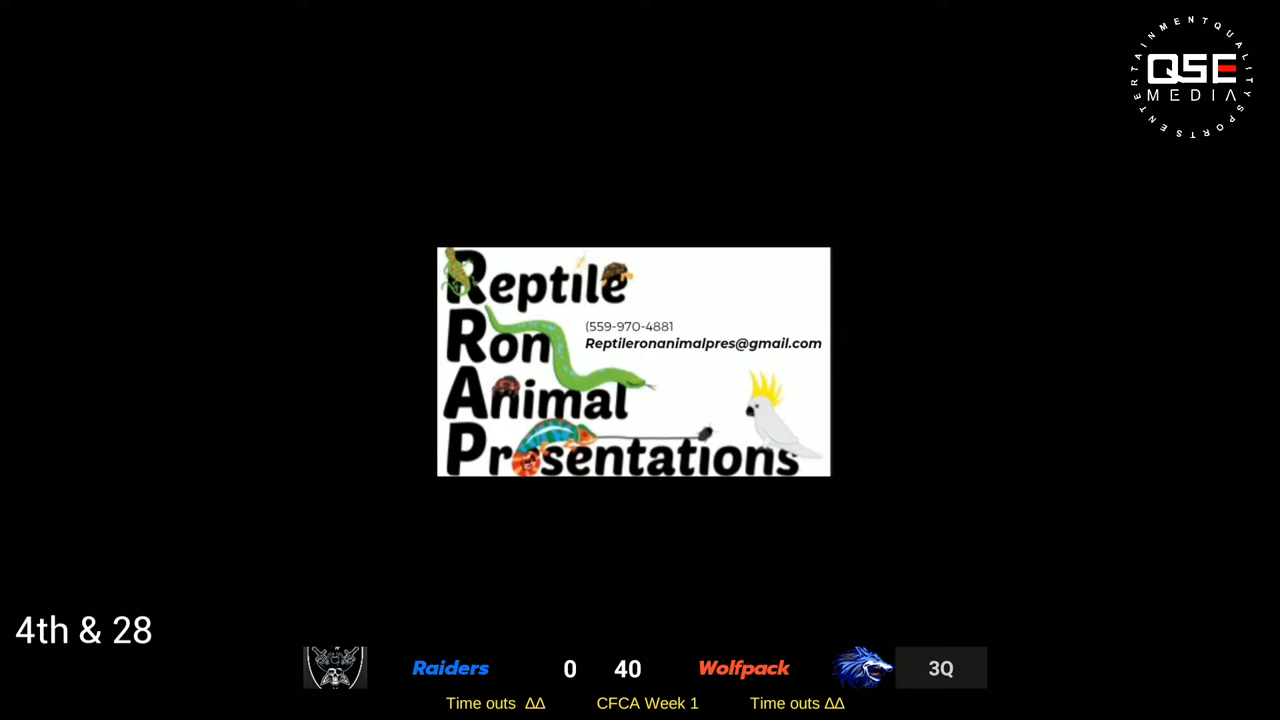 ENTERTAINMENT QUALITY SPORTS
QSE
MEDIA
Reptile
Ron
(559-970-4881
Reptileronanimalpres@gmail.com
Animal
Presentations
4th & 28
Raiders
0
40
Wolfpack
3Q
Time outs ΔΔ
CFCA Week 1
Time outs ΔΔ